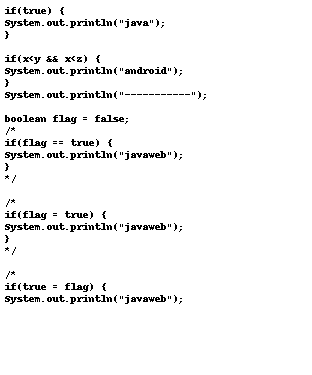 if(true) {
System.out.println("java");
}
if(x<y && x<z) {
System.out.println("android");
}
System.out.println("-----------");
boolean flag = false;
/*
if(flag == true) {
System.out.println("javaweb");
}
*/
/*
if(flag = true) {
System.out.println("javaweb");
}
*/
/*
if(true = flag) {
System.out.println("javaweb");